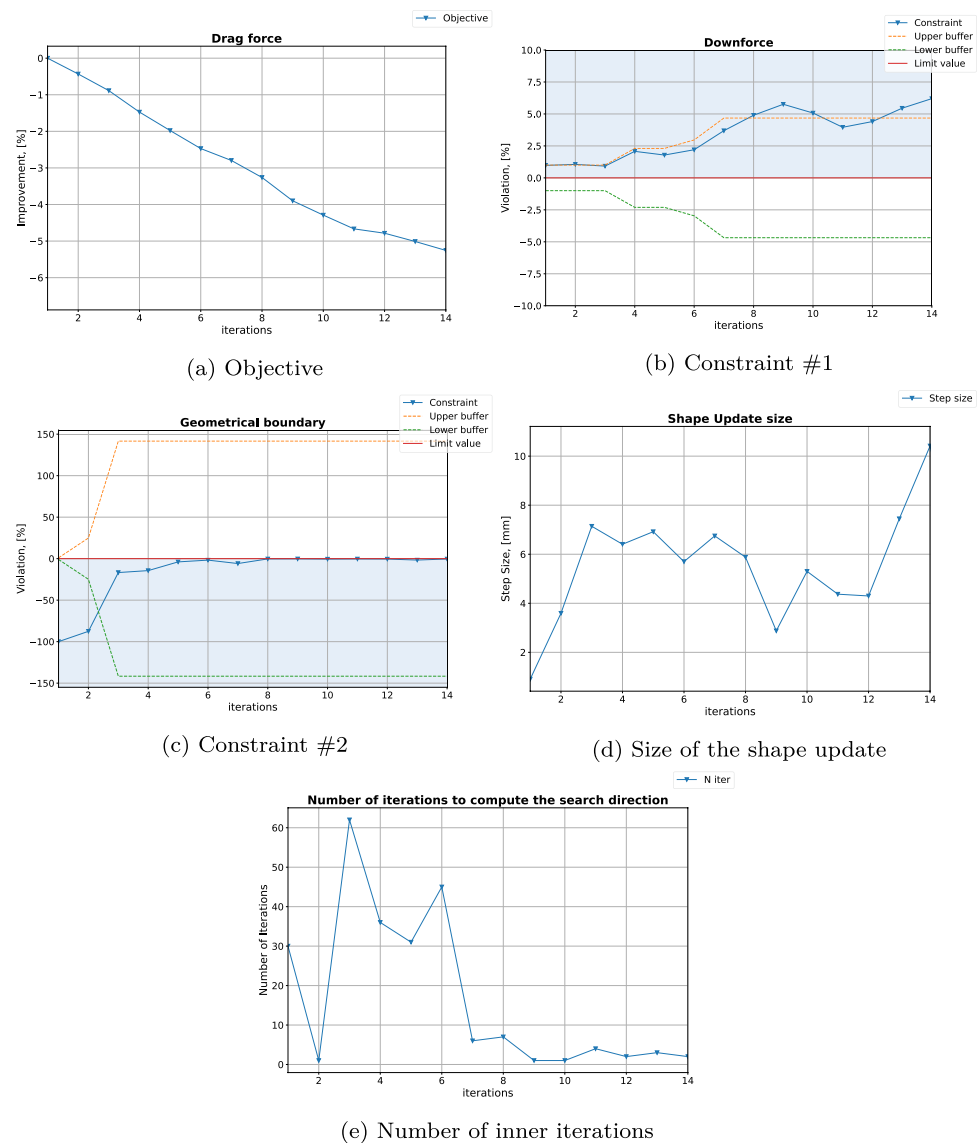 Objective
Drag force
0
−1
−2
−3
−4
−5
−6
Improvement, [%]
2 4 6 8 10 12 14
iterations
(a) Objective
Constraint
Upper buffer
Lower buffer
Limit value
Downforce
10.0
7.5
5.0
2.5
0.0
−2.5
−5.0
−7.5
−10.0
Violation, [%]
2 4 6 8 10 12 14
iterations
(b) Constraint #1
Constraint
Upper buffer
Lower buffer
Limit value
Geometrical boundary
150
100
50
0
−50
−100
−150
Violation, [%]
2 4 6 8 10 12 14
iterations
(c) Constraint #2
Step size
Shape Update size
10
8
6
4
2
Step Size, [mm]
2 4 6 8 10 12 14
iterations
(d) Size of the shape update
N iter
Number of iterations to compute the search direction
60
50
40
30
20
10
0
Number of Iterations
2 4 6 8 10 12 14
iterations
(e) Number of inner iterations